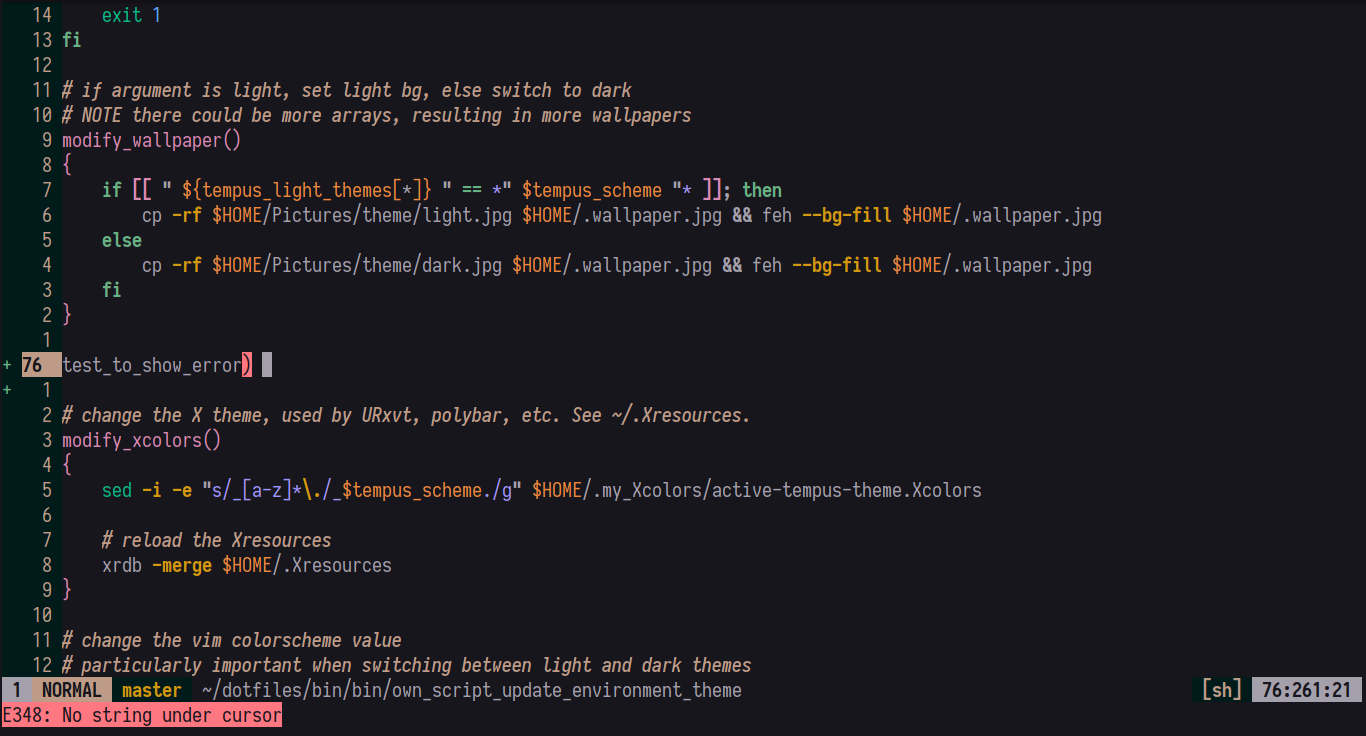 14     exit 1
13 fi
12
11 # if argument is light, set light bg, else switch to dark
10 # NOTE there could be more arrays, resulting in more wallpapers
9 modify_wallpaper()
8 {
7     if [[ " ${tempus_light_themes[*]} " == *" $tempus_scheme "* ]]; then
6         cp -rf $HOME/Pictures/theme/light.jpg $HOME/.wallpaper.jpg && feh --bg-fill $HOME/.wallpaper.jpg
5     else
4         cp -rf $HOME/Pictures/theme/dark.jpg $HOME/.wallpaper.jpg && feh --bg-fill $HOME/.wallpaper.jpg
3     fi
2 }
1
+ 76 test_to_show_error)
+ 1
2 # change the X theme, used by URxvt, polybar, etc. See ~/.Xresources.
3 modify_xcolors()
4 {
5     sed -i -e "s/_[a-z]*\./_$tempus_scheme./g" $HOME/.my_Xcolors/active-tempus-theme.Xcolors
6
7     # reload the Xresources
8     xrdb -merge $HOME/.Xresources
9 }
10
11 # change the vim colorscheme value
12 # particularly important when switching between light and dark themes
1 NORMAL master ~/dotfiles/bin/bin/own_script_update_environment_theme [sh] 76:261:21
E348: No string under cursor